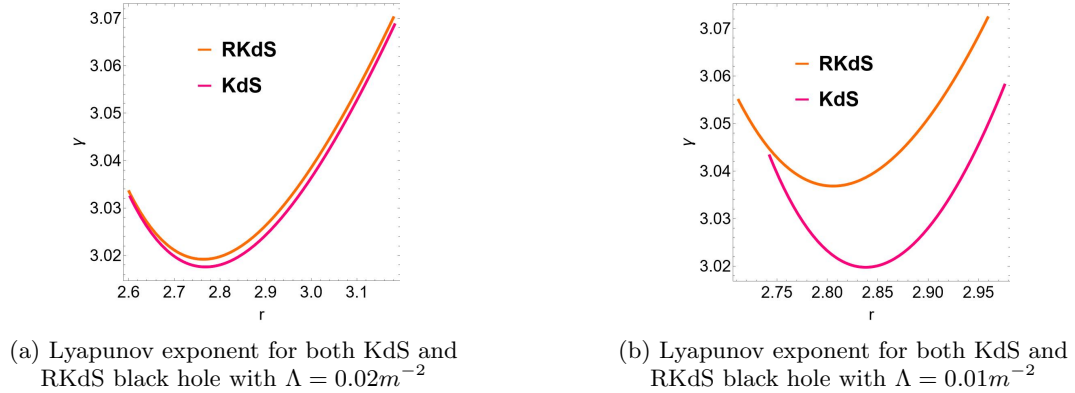 3.07
3.06
3.05
3.04
3.03
3.02
γ
RKdS
KdS
2.6 2.7 2.8 2.9 3.0 3.1
r
(a) Lyapunov exponent for both KdS and
RKdS black hole with Λ = 0.02m⁻²
3.07
3.06
3.05
3.04
3.03
3.02
γ
RKdS
KdS
2.75 2.80 2.85 2.90 2.95
r
(b) Lyapunov exponent for both KdS and
RKdS black hole with Λ = 0.01m⁻²